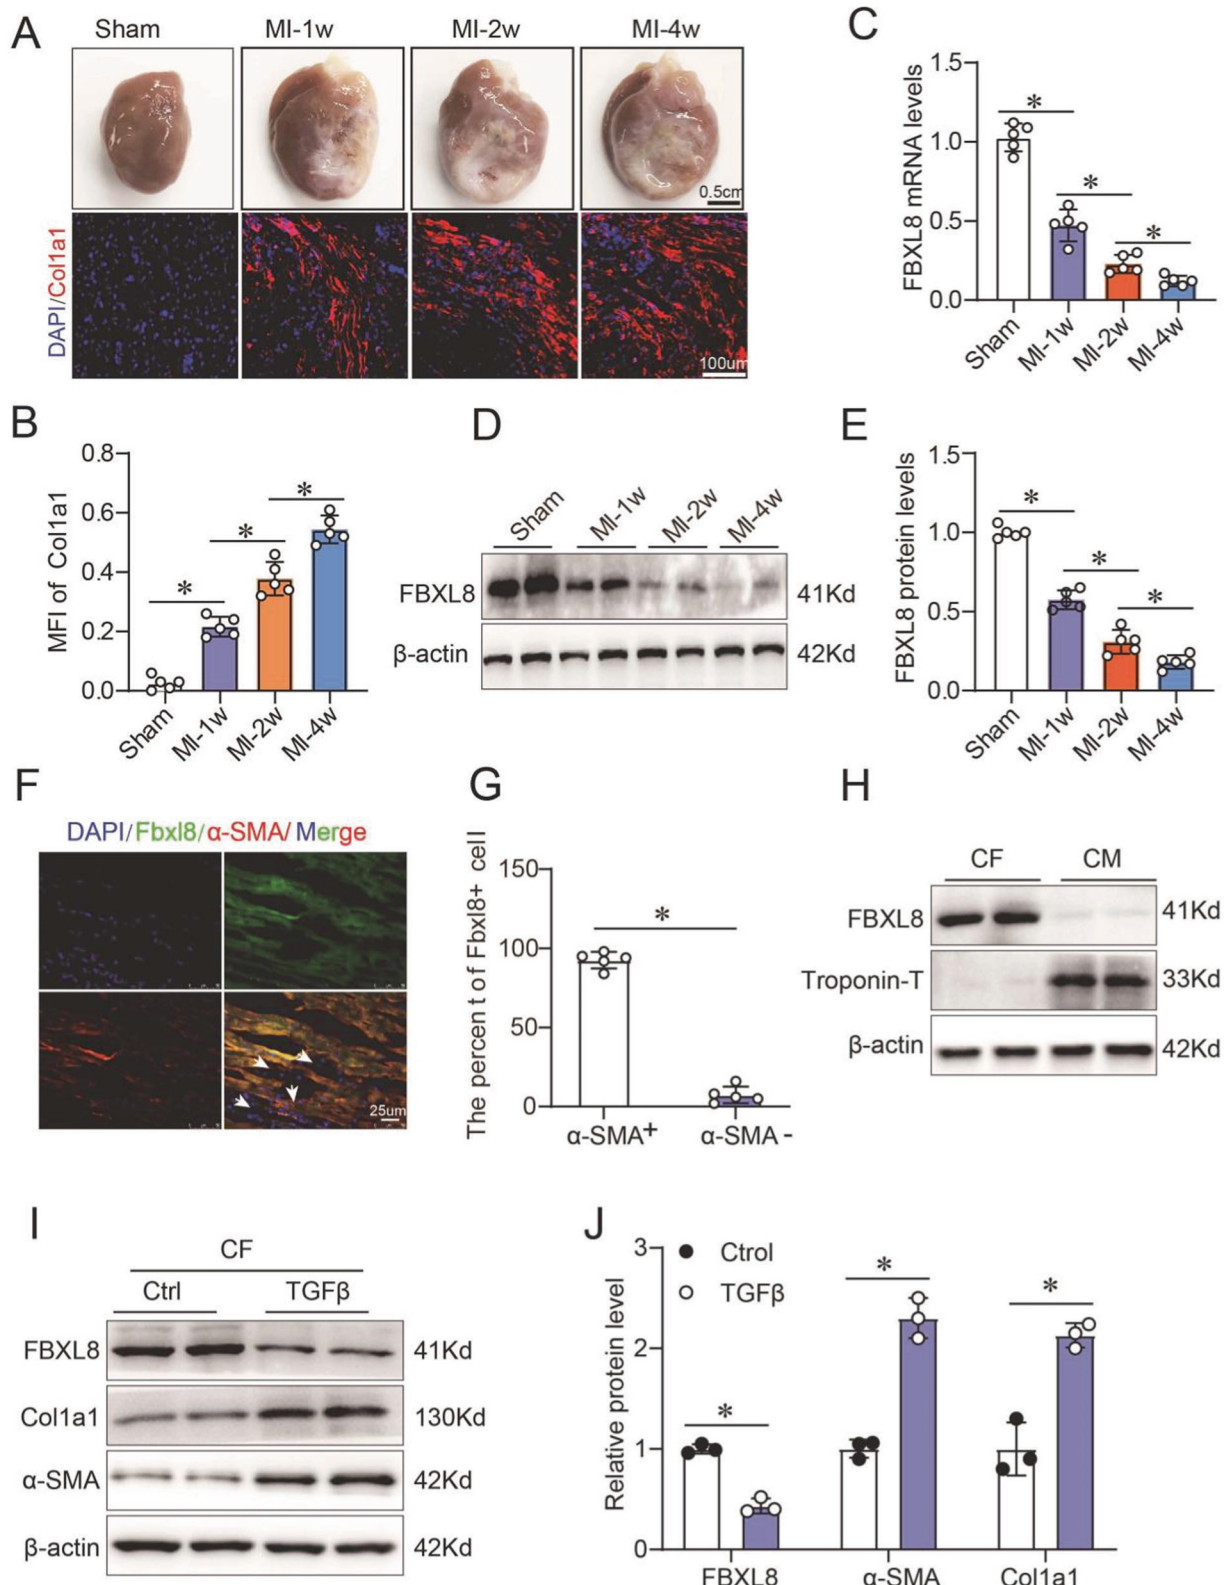 A
Sham
MI-1w
MI-2w
MI-4w
0.5cm
DAPI/Col1a1
100um
C
FBXL8 mRNA levels
1.5
1.0
0.5
0.0
Sham
MI-1w
MI-2w
MI-4w
*
*
*
B
MFI of Col1a1
0.8
0.6
0.4
0.2
0.0
Sham
MI-1w
MI-2w
MI-4w
*
*
*
D
Sham
MI-1w
MI-2w
MI-4w
FBXL8
41Kd
β-actin
42Kd
E
FBXL8 protein levels
1.5
1.0
0.5
0.0
Sham
MI-1w
MI-2w
MI-4w
*
*
*
F
DAPI/Fbxl8/α-SMA/Merge
25um
G
The percent of Fbxl8+ cell
150
100
50
0
*
α-SMA+
α-SMA -
H
CF
CM
FBXL8
41Kd
Troponin-T
33Kd
β-actin
42Kd
I
CF
Ctrl
TGFβ
FBXL8
41Kd
Col1a1
130Kd
α-SMA
42Kd
β-actin
42Kd
J
Relative protein level
3
2
1
0
Ctrol
TGFβ
*
*
*
FBXL8
α-SMA
Col1a1